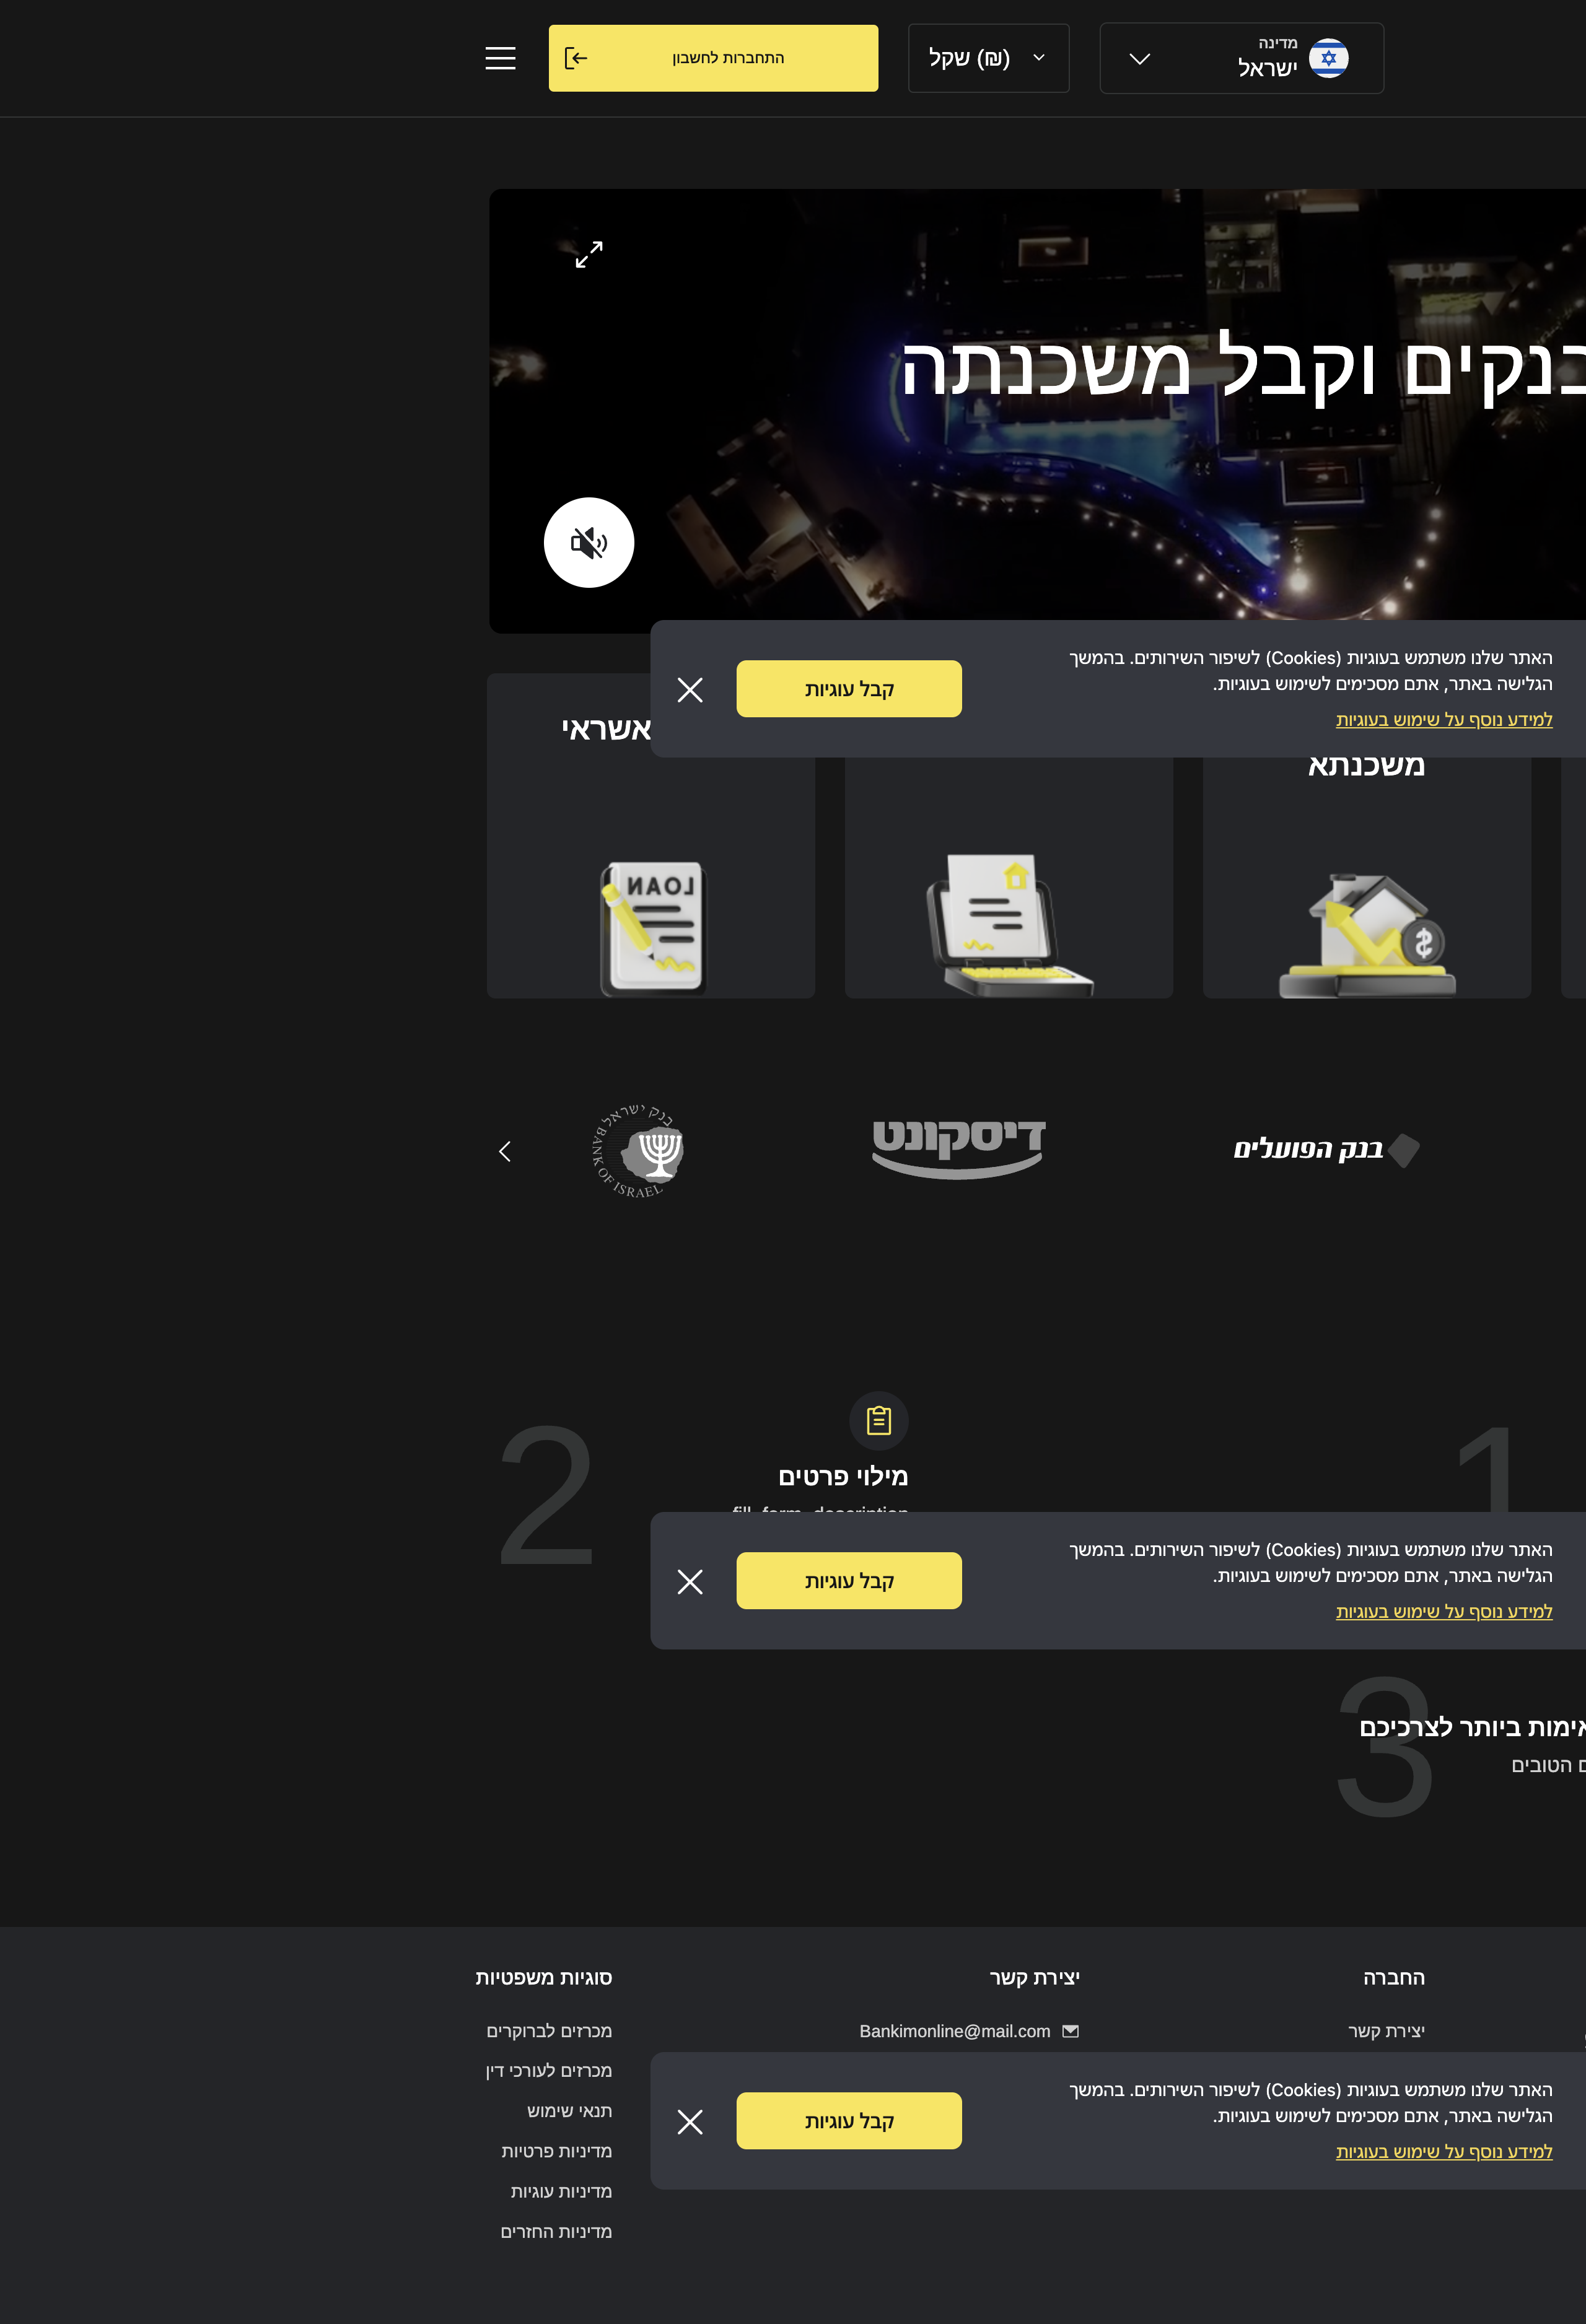 מדינה
ישראל
(₪) שקל
התחברות לחשבון
בנקים וקבל משכנתה
האתר שלנו משתמש בעוגיות (Cookies) לשיפור השירותים. בהמשך
הגלישה באתר, אתם מסכימים לשימוש בעוגיות.
למידע נוסף על שימוש בעוגיות
קבל עוגיות
משכנתא
אשראי
LOAN
בנק הפועלים
דיסקונט
בנק ישראל BANK OF ISRAEL
1
2
מילוי פרטים
האתר שלנו משתמש בעוגיות (Cookies) לשיפור השירותים. בהמשך
הגלישה באתר, אתם מסכימים לשימוש בעוגיות.
למידע נוסף על שימוש בעוגיות
קבל עוגיות
3
ביותר לצרכיכם
הטובים
החברה
יצירת קשר
יצירת קשר
Bankimonline@mail.com
סוגיות משפטיות
מכרזים לברוקרים
מכרזים לעורכי דין
תנאי שימוש
מדיניות פרטיות
מדיניות עוגיות
מדיניות החזרים
האתר שלנו משתמש בעוגיות (Cookies) לשיפור השירותים. בהמשך
הגלישה באתר, אתם מסכימים לשימוש בעוגיות.
למידע נוסף על שימוש בעוגיות
קבל עוגיות